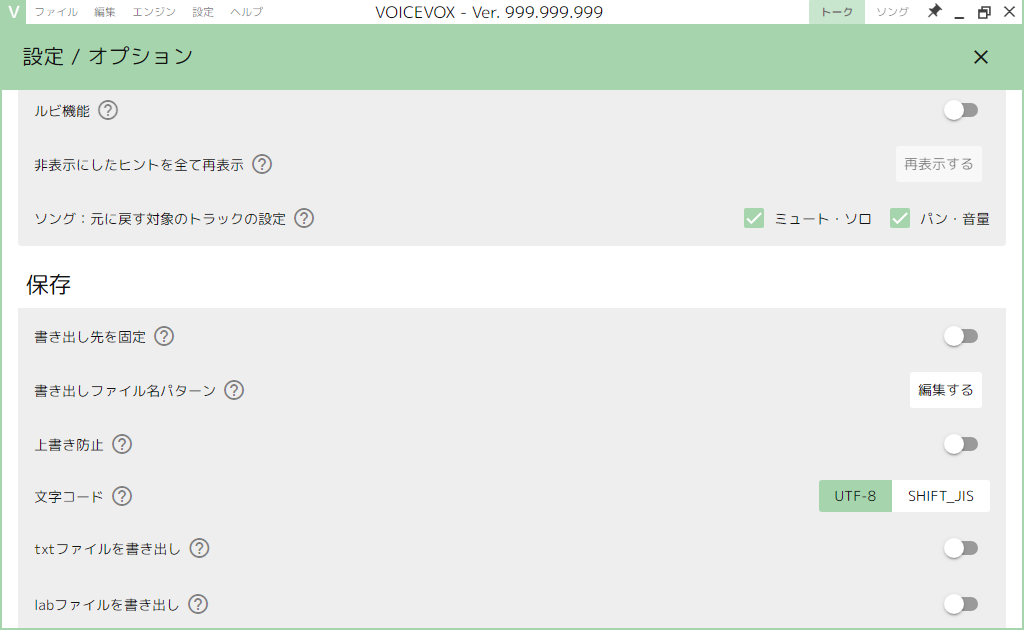 V ファイル 編集 エンジン 設定 ヘルプ VOICEVOX - Ver. 999.999.999 トーク ソング
設定 / オプション
ルビ機能
非表示にしたヒントを全て再表示 再表示する
ソング：元に戻す対象のトラックの設定 ミュート・ソロ パン・音量
保存
書き出し先を固定
書き出しファイル名パターン 編集する
上書き防止
文字コード UTF-8 SHIFT_JIS
txtファイルを書き出し
labファイルを書き出し